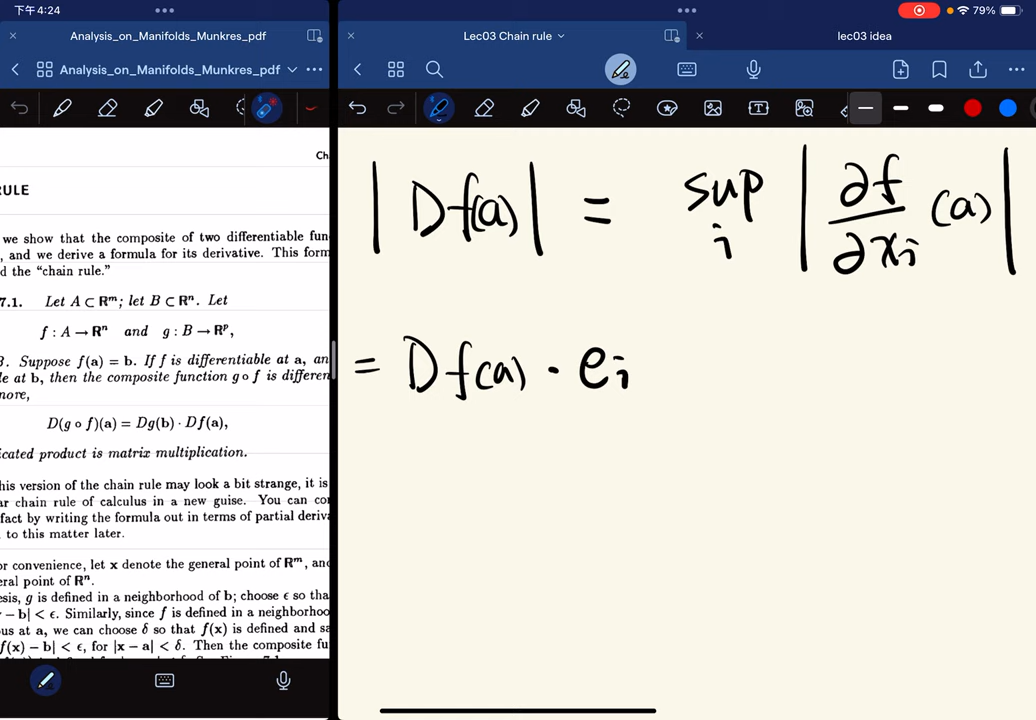 下午4:24
79%
Analysis_on_Manifolds_Munkres_pdf
Lec03 Chain rule
lec03 idea
Analysis_on_Manifolds_Munkres_pdf
Ch
RULE
we show that the composite of two differentiable fun
, and we derive a formula for its derivative. This form
d the “chain rule.”
7.1. Let A ⊂ R^m; let B ⊂ R^n. Let
f : A → R^n and g : B → R^p,
B. Suppose f(a) = b. If f is differentiable at a, an
le at b, then the composite function g ∘ f is differen
more,
D(g ∘ f)(a) = Dg(b) · Df(a),
icated product is matrix multiplication.
his version of the chain rule may look a bit strange, it is
ar chain rule of calculus in a new guise. You can con
fact by writing the formula out in terms of partial deriva
to this matter later.
or convenience, let x denote the general point of R^m, and
eral point of R^n.
esis, g is defined in a neighborhood of b; choose ϵ so tha
y − b| < ϵ. Similarly, since f is defined in a neighborhoo
us at a, we can choose δ so that f(x) is defined and sa
f(x) − b| < ϵ, for |x − a| < δ. Then the composite fu
|Df(a)| = sup_i |∂f/∂x_i (a)|
= Df(a) · e_i